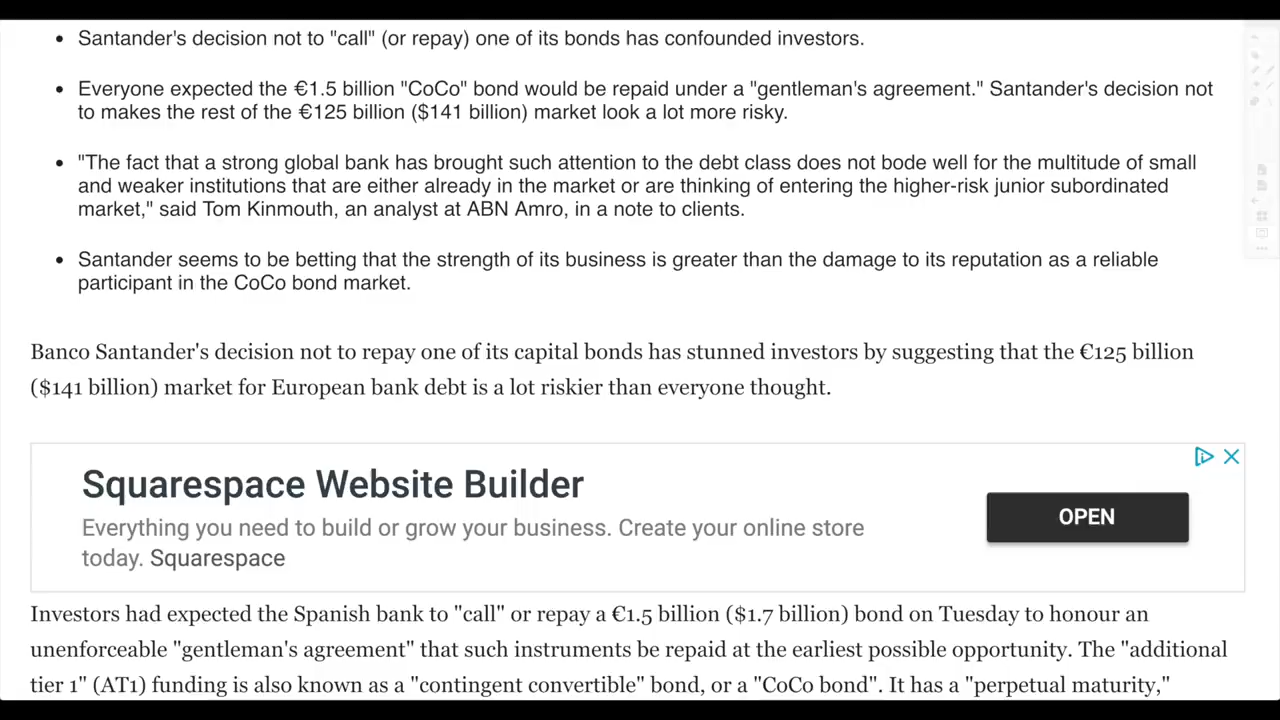 Santander's decision not to "call" (or repay) one of its bonds has confounded investors.
Everyone expected the €1.5 billion "CoCo" bond would be repaid under a "gentleman's agreement." Santander's decision not
to makes the rest of the €125 billion ($141 billion) market look a lot more risky.
"The fact that a strong global bank has brought such attention to the debt class does not bode well for the multitude of small
and weaker institutions that are either already in the market or are thinking of entering the higher-risk junior subordinated
market," said Tom Kinmouth, an analyst at ABN Amro, in a note to clients.
Santander seems to be betting that the strength of its business is greater than the damage to its reputation as a reliable
participant in the CoCo bond market.
Banco Santander's decision not to repay one of its capital bonds has stunned investors by suggesting that the €125 billion
($141 billion) market for European bank debt is a lot riskier than everyone thought.
Squarespace Website Builder
Everything you need to build or grow your business. Create your online store
today. Squarespace
OPEN
Investors had expected the Spanish bank to "call" or repay a €1.5 billion ($1.7 billion) bond on Tuesday to honour an
unenforceable "gentleman's agreement" that such instruments be repaid at the earliest possible opportunity. The "additional
tier 1" (AT1) funding is also known as a "contingent convertible" bond, or a "CoCo bond". It has a "perpetual maturity,"